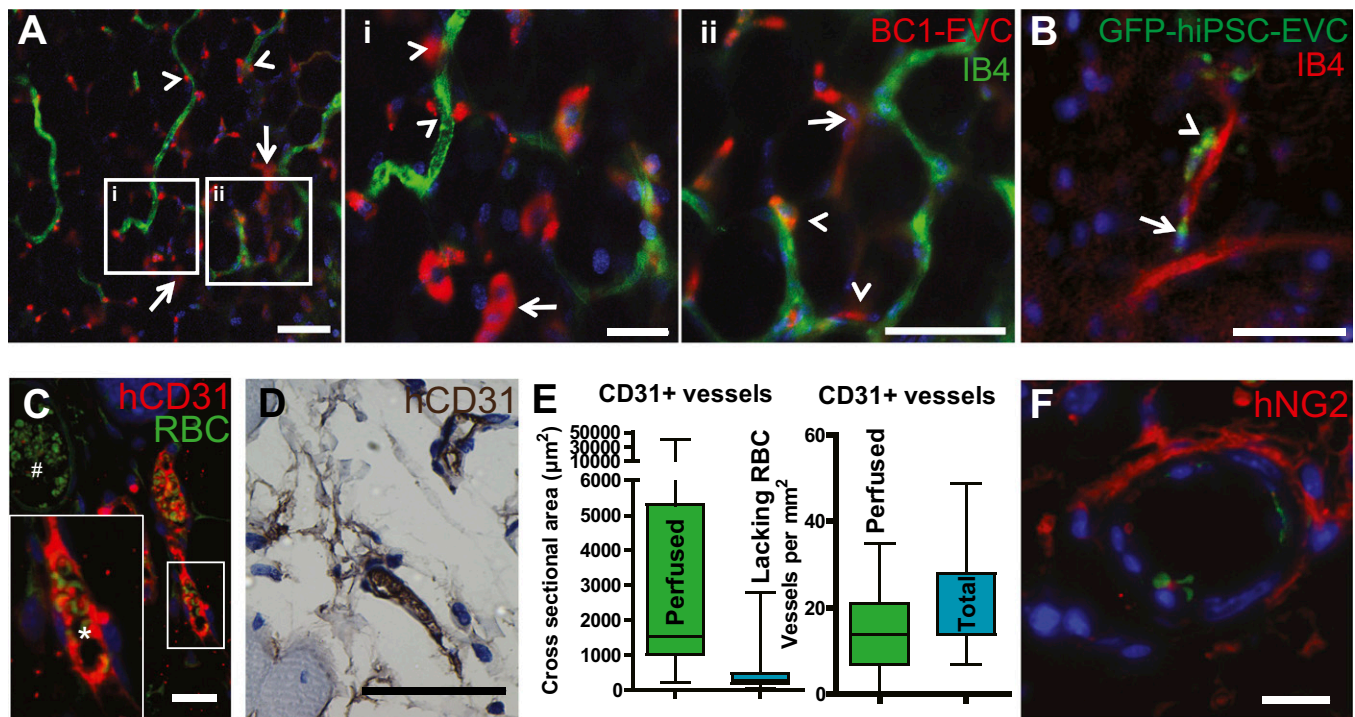 A
i
ii
i
ii
BC1-EVC
IB4
B
GFP-hiPSC-EVC
IB4
C
hCD31
RBC
#
*
D
hCD31
E
CD31+ vessels
Cross sectional area (µm²)
50000
30000
10000
6000
5000
4000
3000
2000
1000
0
Perfused
Lacking RBC
CD31+ vessels
Vessels per mm²
60
40
20
0
Perfused
Total
F
hNG2